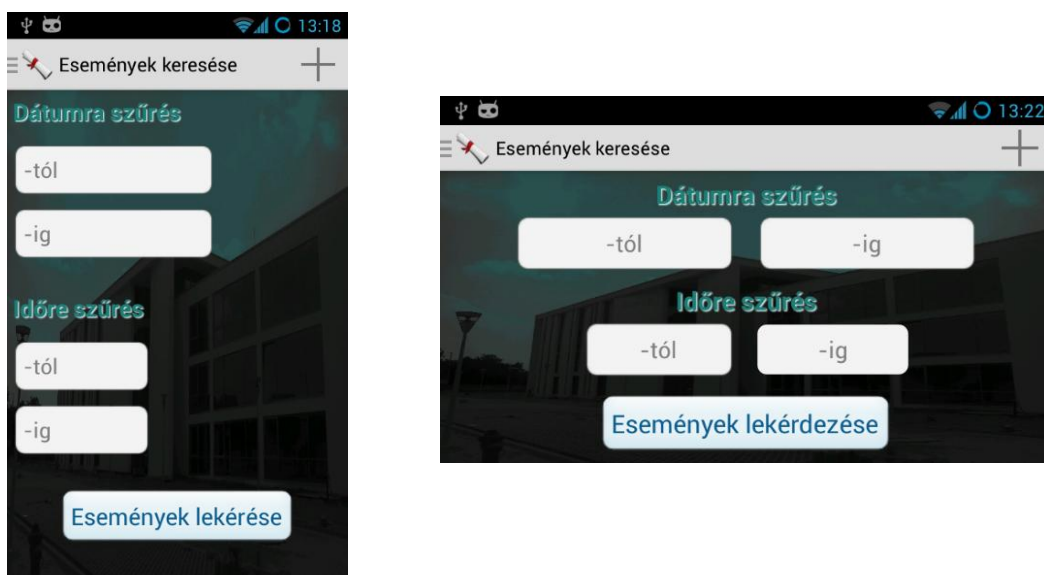 13:18
Események keresése
Dátumra szűrés
-tól
-ig
Időre szűrés
-tól
-ig
Események lekérése
13:22
Események keresése
Dátumra szűrés
-tól -ig
Időre szűrés
-tól -ig
Események lekérdezése